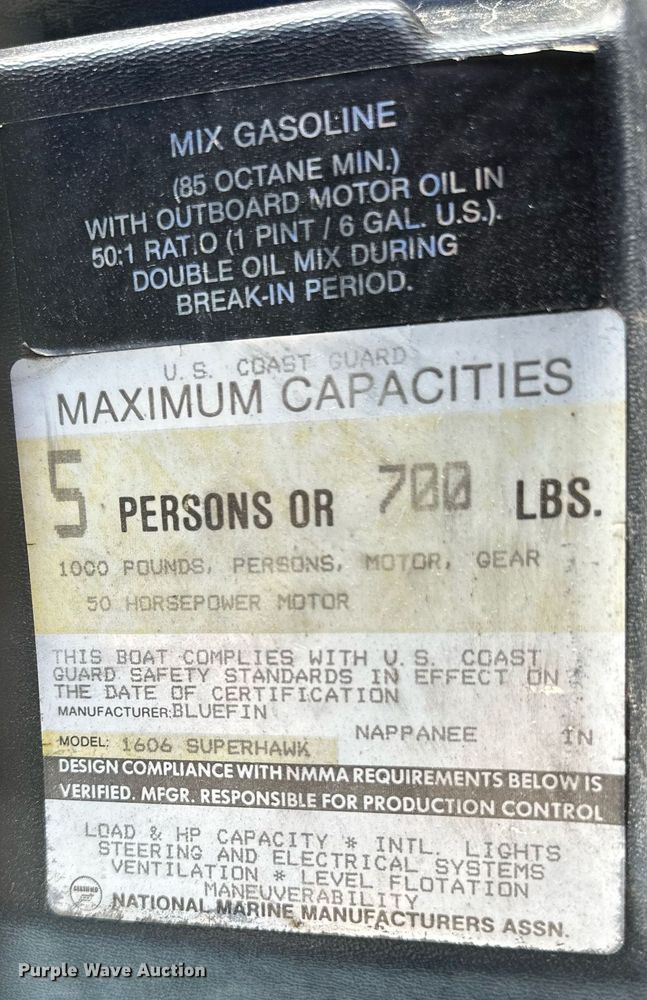 MIX GASOLINE
(85 OCTANE MIN.)
WITH OUTBOARD MOTOR OIL IN
50:1 RATIO (1 PINT / 6 GAL. U.S.).
DOUBLE OIL MIX DURING
BREAK-IN PERIOD.
U.S. COAST GUARD
MAXIMUM CAPACITIES
5 PERSONS OR 700 LBS.
1000 POUNDS, PERSONS, MOTOR, GEAR
50 HORSEPOWER MOTOR
THIS BOAT COMPLIES WITH U.S. COAST
GUARD SAFETY STANDARDS IN EFFECT ON
THE DATE OF CERTIFICATION
MANUFACTURER:BLUEFIN
NAPPANEE IN
MODEL: 1606 SUPERHAWK
DESIGN COMPLIANCE WITH NMMA REQUIREMENTS BELOW IS
VERIFIED. MFGR. RESPONSIBLE FOR PRODUCTION CONTROL
LOAD & HP CAPACITY * INTL. LIGHTS
STEERING AND ELECTRICAL SYSTEMS
VENTILATION * LEVEL FLOTATION
MANEUVERABILITY
NATIONAL MARINE MANUFACTURERS ASSN.
Purple Wave Auction